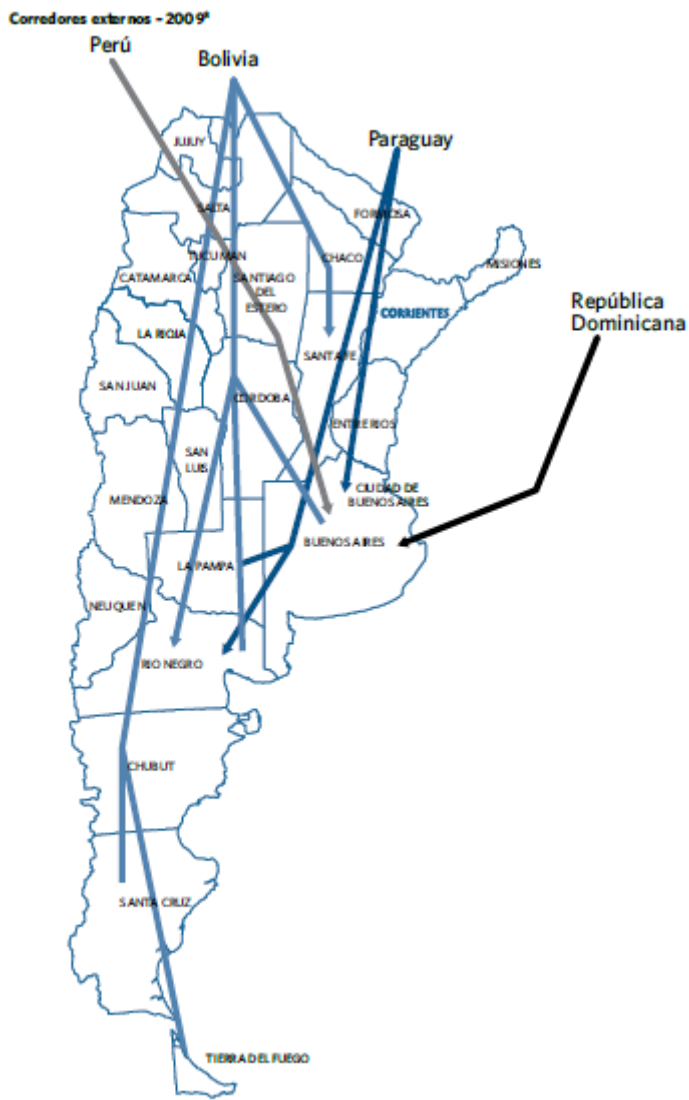 Corredores externos - 2009*
Perú
Bolivia
Paraguay
JUJUY
SALTA
FORMOSA
TUCUMAN
CHACO
MISIONES
CATAMARCA
SANTIAGO
DEL
ESTERO
CORRIENTES
República
Dominicana
LA RIOJA
SANTA FE
SAN JUAN
CORDOBA
ENTRE RIOS
SAN
LUIS
MENDOZA
CIUDAD DE
BUENOS AIRES
BUENOS AIRES
LA PAMPA
NEUQUEN
RIO NEGRO
CHUBUT
SANTA CRUZ
TIERRA DEL FUEGO